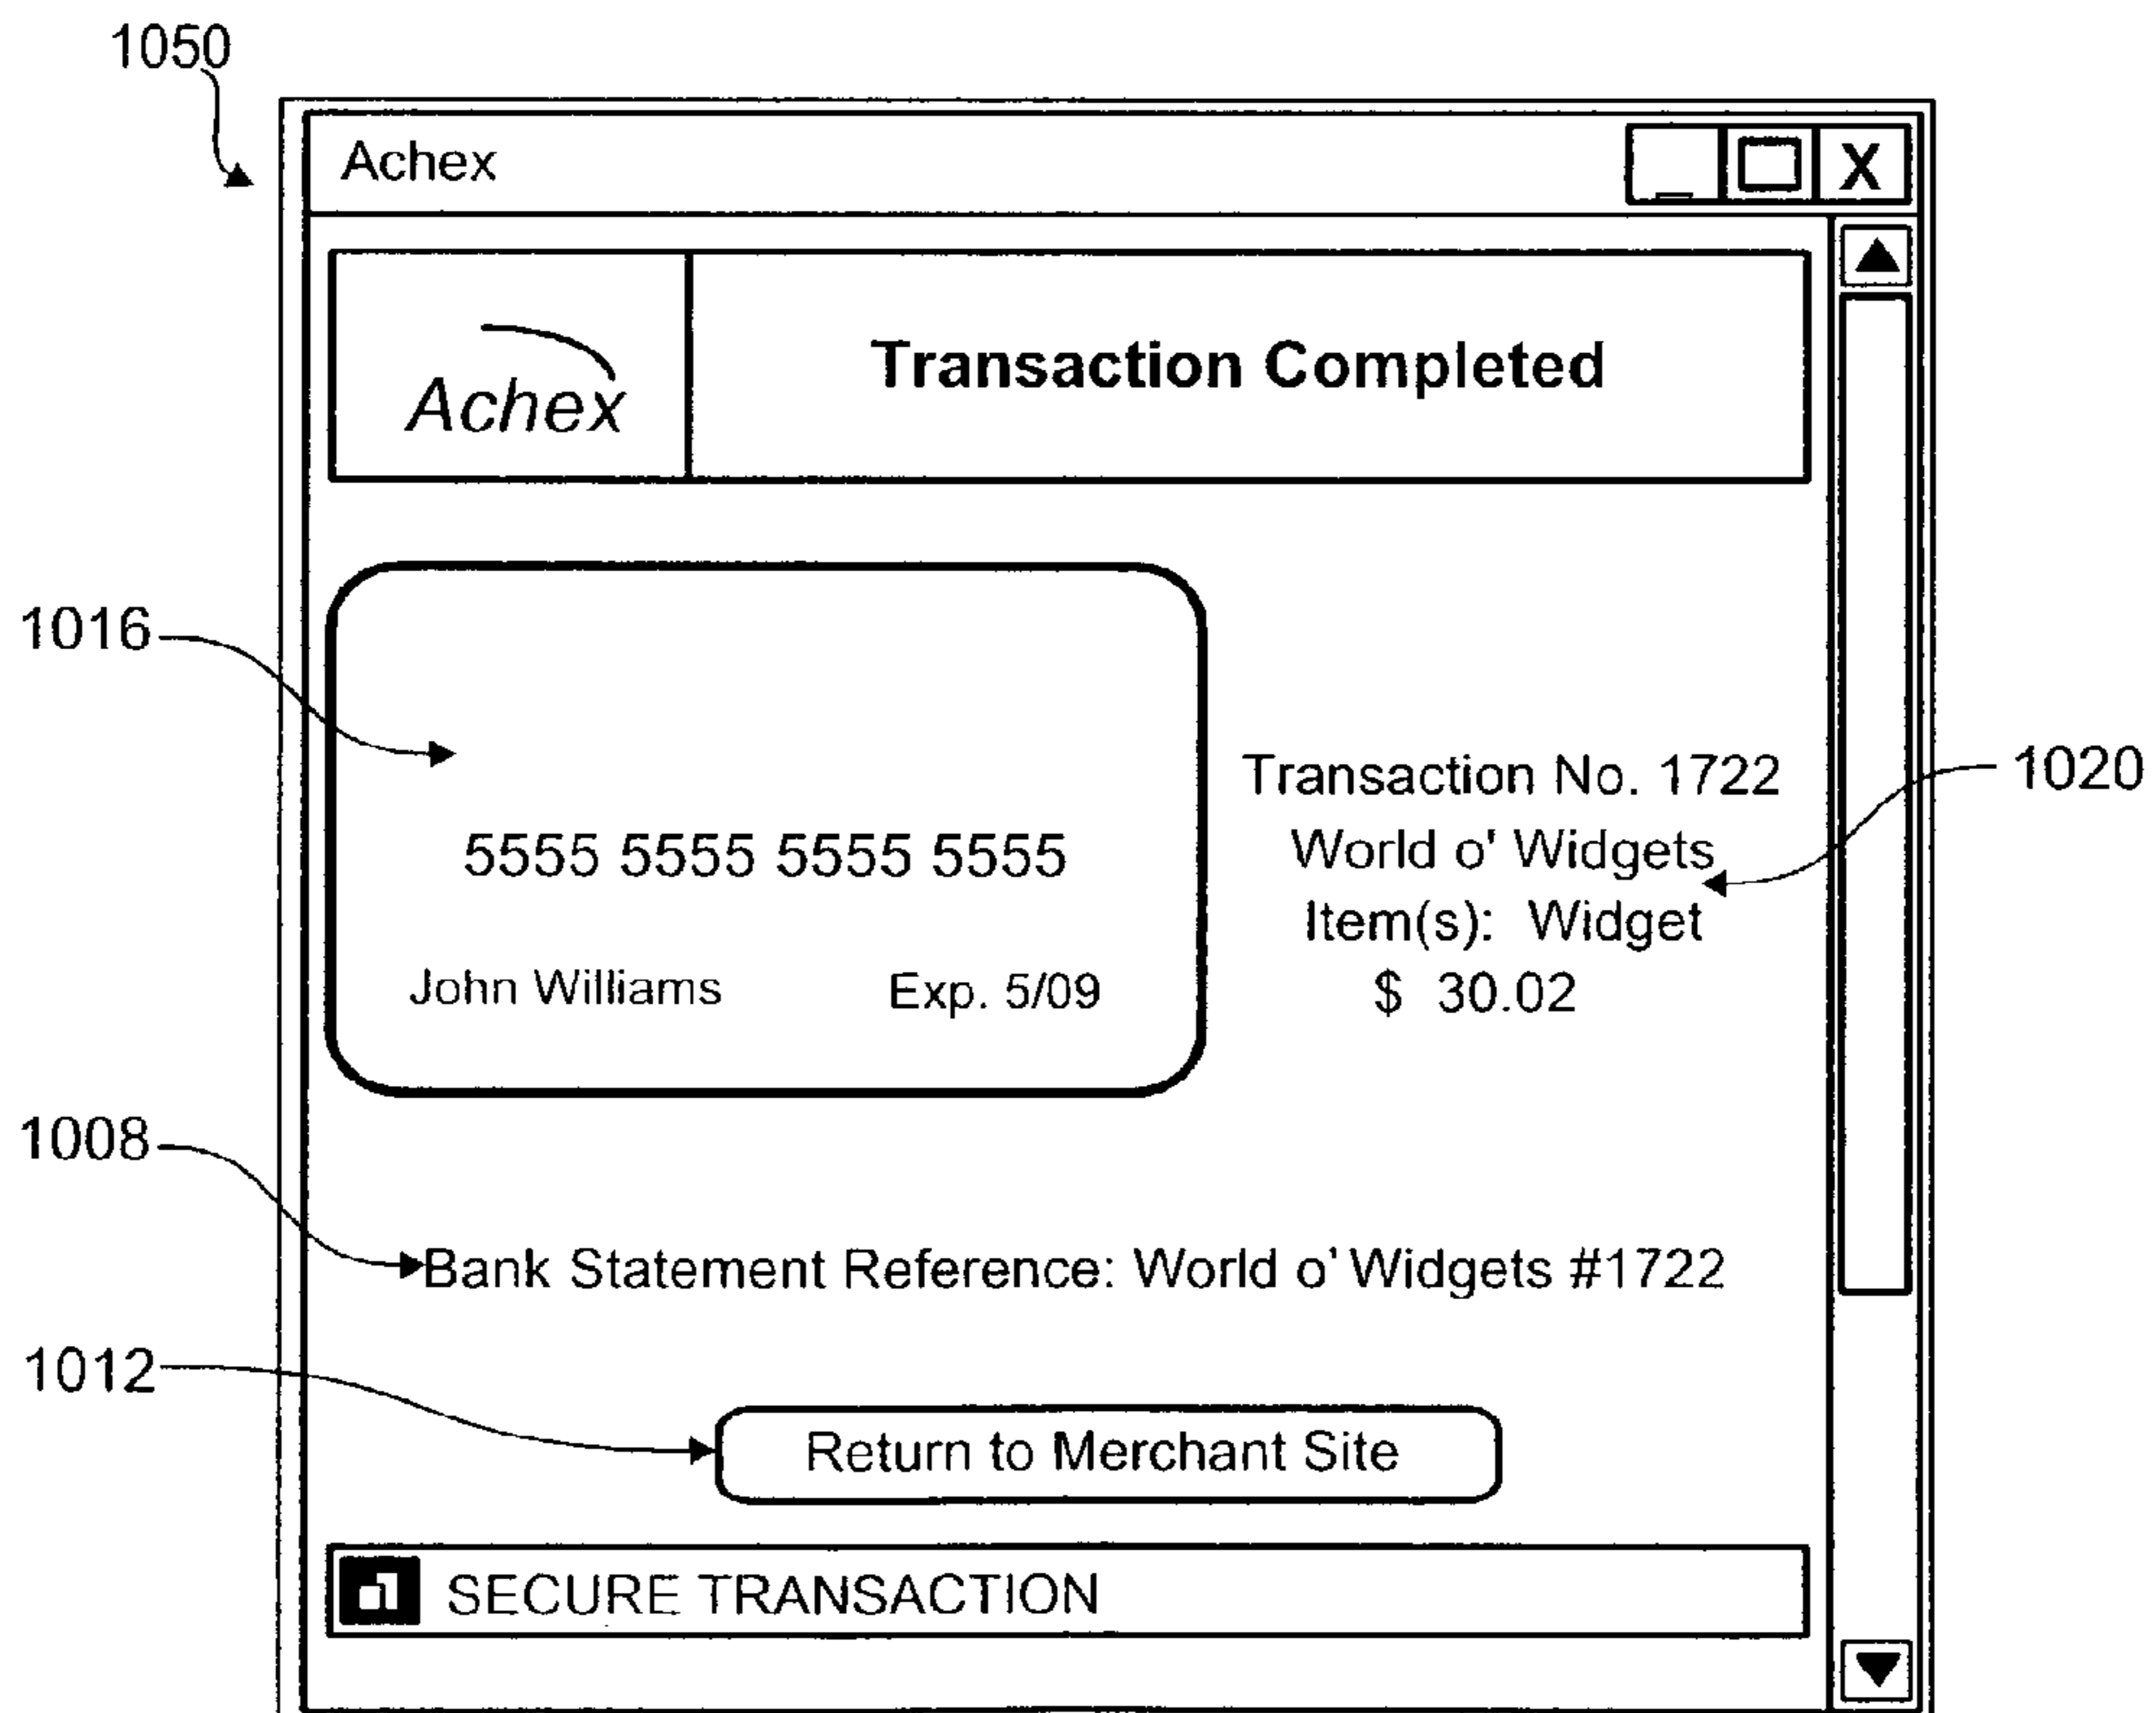 1050
Achex
X
Achex
Transaction Completed
1016
5555 5555 5555 5555
John Williams Exp. 5/09
Transaction No. 1722
World o' Widgets
Item(s): Widget
$ 30.02
1020
1008
Bank Statement Reference: World o' Widgets #1722
1012
Return to Merchant Site
SECURE TRANSACTION